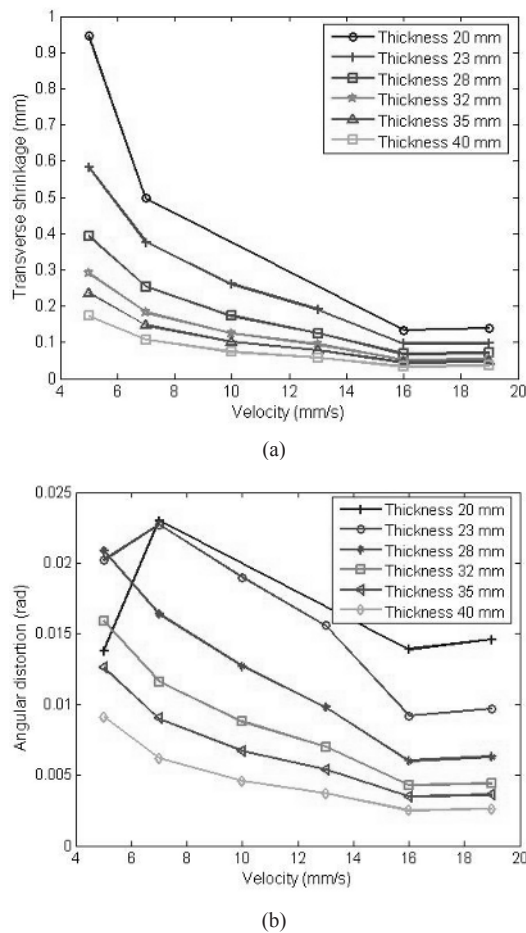 1
0.9
0.8
0.7
0.6
0.5
0.4
0.3
0.2
0.1
0
Transverse shrinkage (mm)
Thickness 20 mm
Thickness 23 mm
Thickness 28 mm
Thickness 32 mm
Thickness 35 mm
Thickness 40 mm
4 6 8 10 12 14 16 18 20
Velocity (mm/s)
(a)
0.025
0.02
0.015
0.01
0.005
0
Angular distortion (rad)
Thickness 20 mm
Thickness 23 mm
Thickness 28 mm
Thickness 32 mm
Thickness 35 mm
Thickness 40 mm
4 6 8 10 12 14 16 18 20
Velocity (mm/s)
(b)